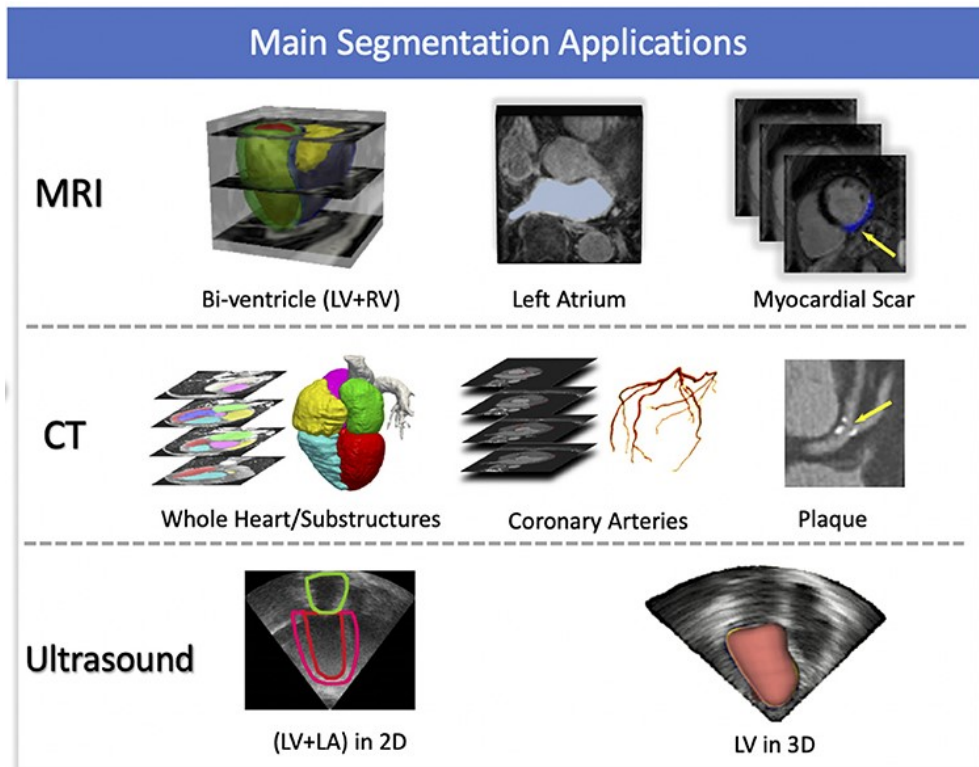 Main Segmentation Applications
MRI
Bi-ventricle (LV+RV)
Left Atrium
Myocardial Scar
CT
Whole Heart/Substructures
Coronary Arteries
Plaque
Ultrasound
(LV+LA) in 2D
LV in 3D